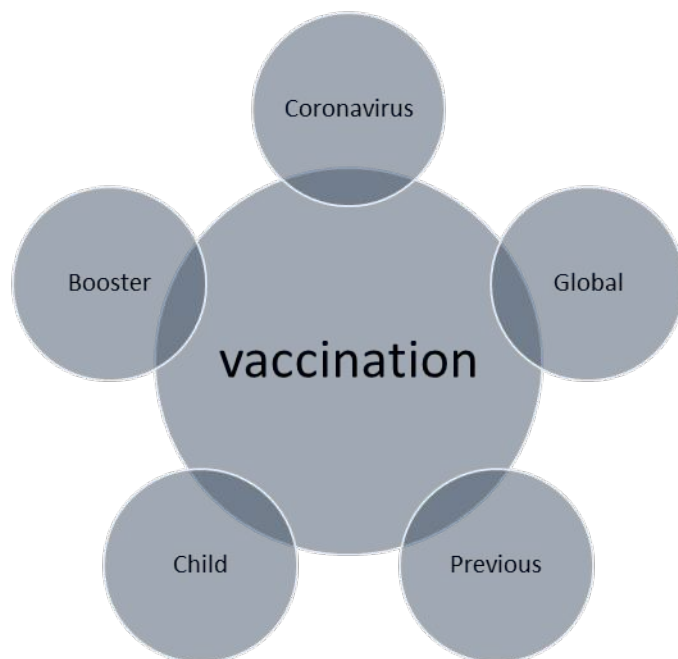 Coronavirus
Booster
Global
vaccination
Child
Previous